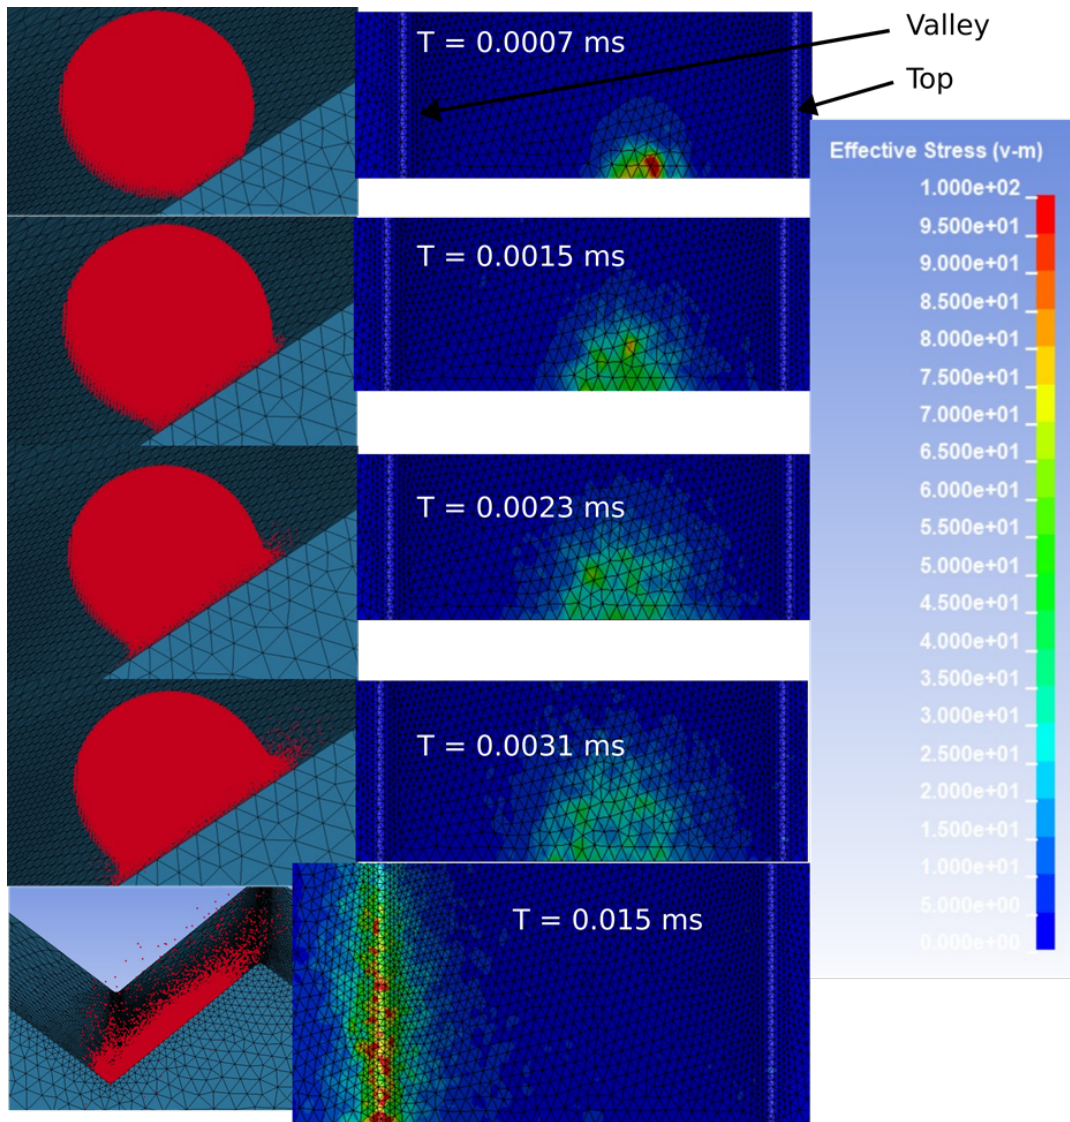 T = 0.0007 ms
Valley
Top
Effective Stress (v-m)
1.000e+02
9.500e+01
9.000e+01
8.500e+01
8.000e+01
7.500e+01
7.000e+01
6.500e+01
6.000e+01
5.500e+01
5.000e+01
4.500e+01
4.000e+01
3.500e+01
3.000e+01
2.500e+01
2.000e+01
1.500e+01
1.000e+01
5.000e+00
0.000e+00
T = 0.0015 ms
T = 0.0023 ms
T = 0.0031 ms
T = 0.015 ms